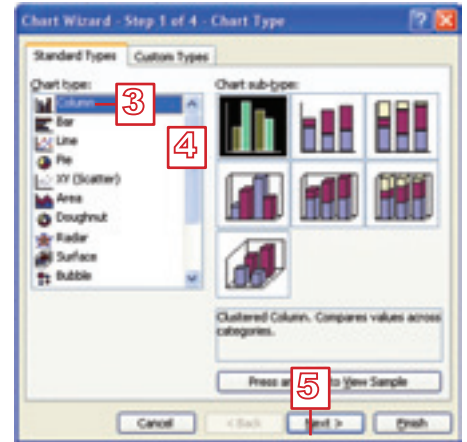 Chart Wizard - Step 1 of 4 - Chart Type
Standard Types Custom Types
Chart type:
Column
Bar
Line
Pie
XY (Scatter)
Area
Doughnut
Radar
Surface
Bubble
3
4
Chart sub-type:
Clustered Column. Compares values across
categories.
Press an to View Sample
5
Cancel < Back Next > Finish